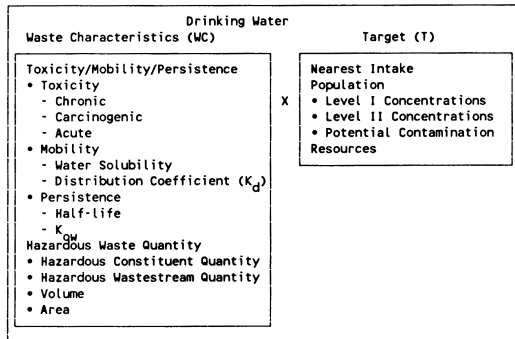 Drinking Water
Waste Characteristics (WC)
Target (T)
Toxicity/Mobility/Persistence
• Toxicity
- Chronic
- Carcinogenic
- Acute
• Mobility
- Water Solubility
- Distribution Coefficient (Kd)
• Persistence
- Half-life
- Kow
Hazardous Waste Quantity
• Hazardous Constituent Quantity
• Hazardous Wastestream Quantity
• Volume
• Area
X
Nearest Intake
Population
• Level I Concentrations
• Level II Concentrations
• Potential Contamination
Resources